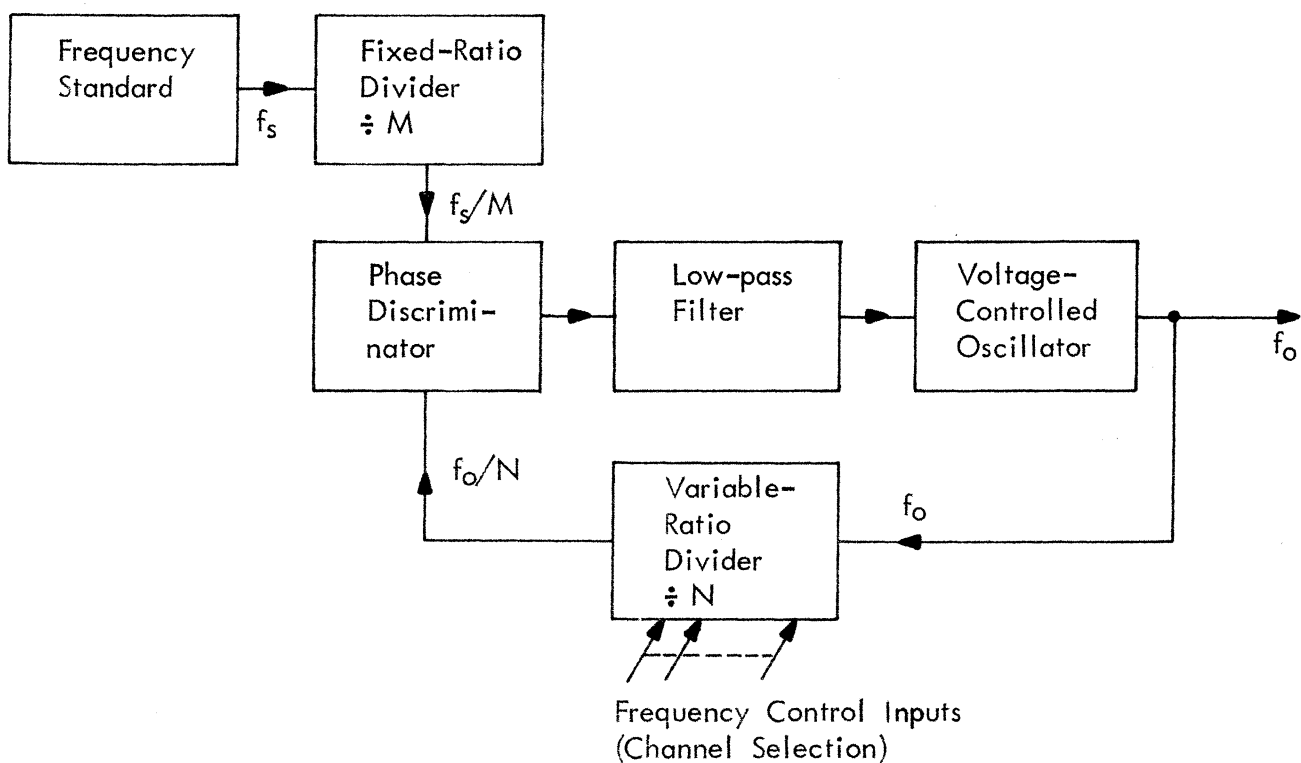 Frequency
Standard
f_s
Fixed-Ratio
Divider
÷ M
f_s/M
Phase
Discrimi-
nator
Low-pass
Filter
Voltage-
Controlled
Oscillator
f_o
f_o/N
Variable-
Ratio
Divider
÷ N
f_o
Frequency Control Inputs
(Channel Selection)